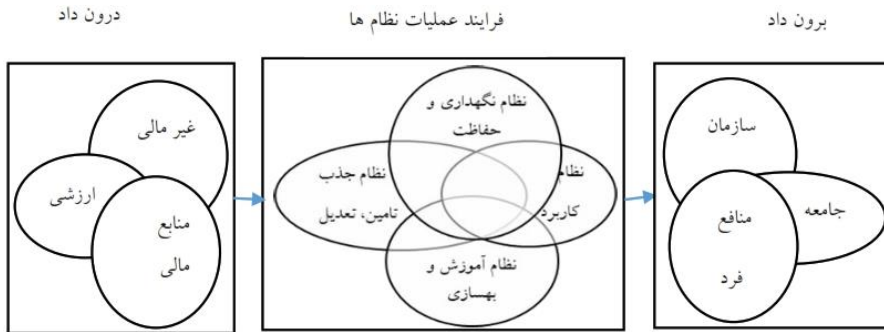 درون داد
فرایند عملیات نظام ها
برون داد
غیر مالی
ارزشی
منابع
مالی
نظام نگهداری و
حفاظت
نظام جذب
تامین، تعدیل
نظام
کاربرد
نظام آموزش و
بهسازی
سازمان
جامعه
منافع
فرد